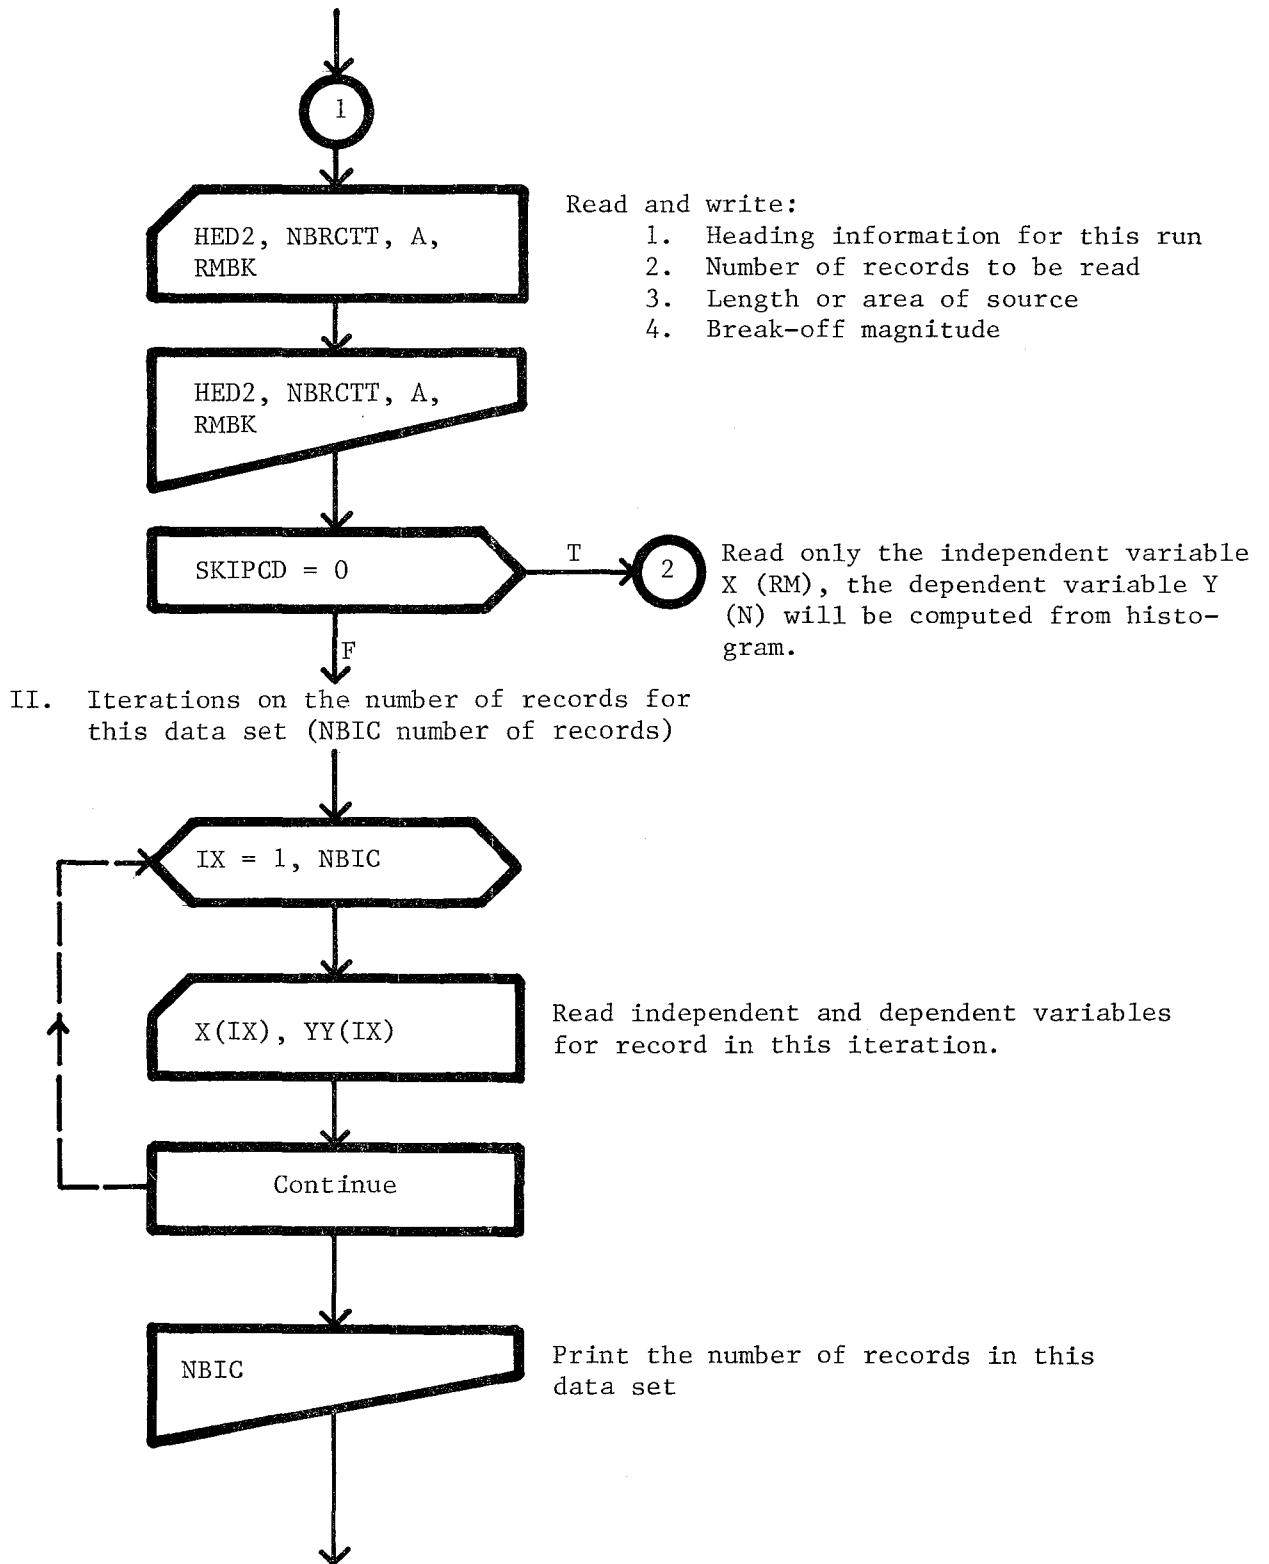 1
HED2, NBRCTT, A,
RMBK
Read and write:
1. Heading information for this run
2. Number of records to be read
3. Length or area of source
4. Break-off magnitude
HED2, NBRCTT, A,
RMBK
SKIPCD = 0
T
2
Read only the independent variable
X (RM), the dependent variable Y
(N) will be computed from histo-
gram.
F
II. Iterations on the number of records for
this data set (NBIC number of records)
IX = 1, NBIC
X(IX), YY(IX)
Read independent and dependent variables
for record in this iteration.
Continue
NBIC
Print the number of records in this
data set